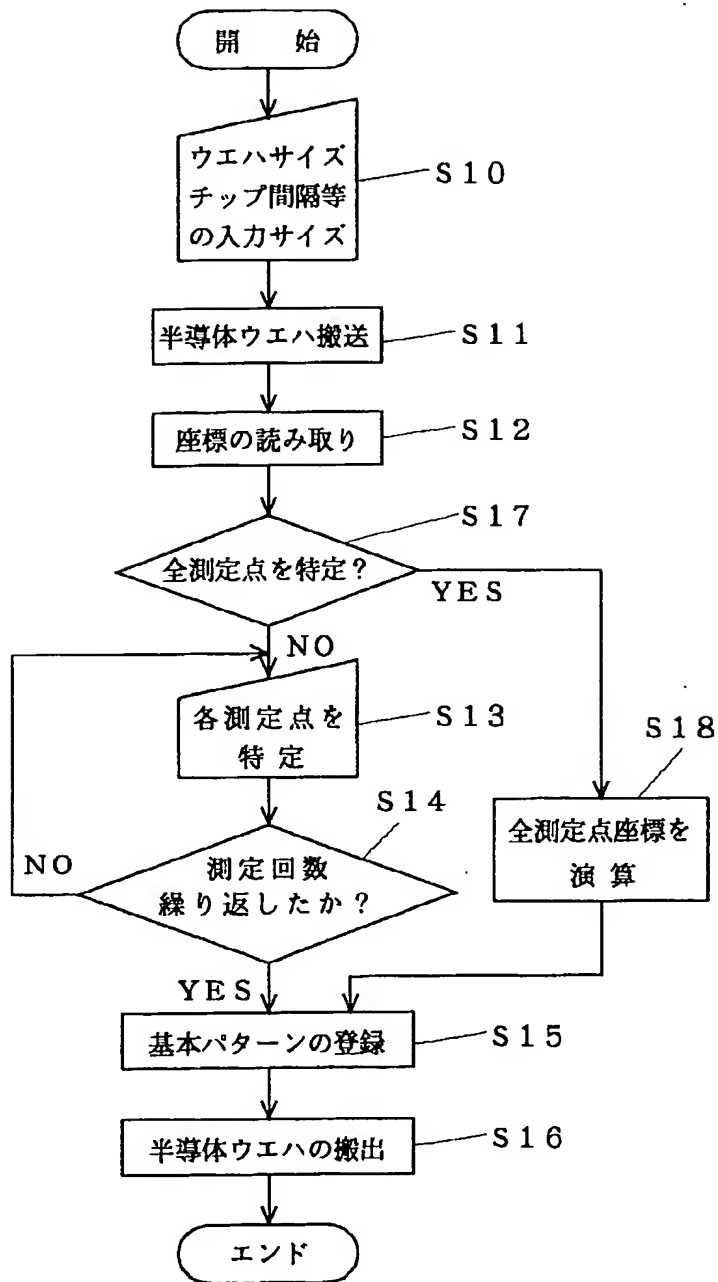 開 始
ウエハサイズ
チップ間隔等
の入力サイズ
S10
半導体ウエハ搬送
S11
座標の読み取り
S12
S17
全測定点を特定?
YES
NO
各測定点を
特定
S13
S18
S14
全測定点座標を
演算
NO
測定回数
繰り返したか?
YES
基本パターンの登録
S15
半導体ウエハの搬出
S16
エンド